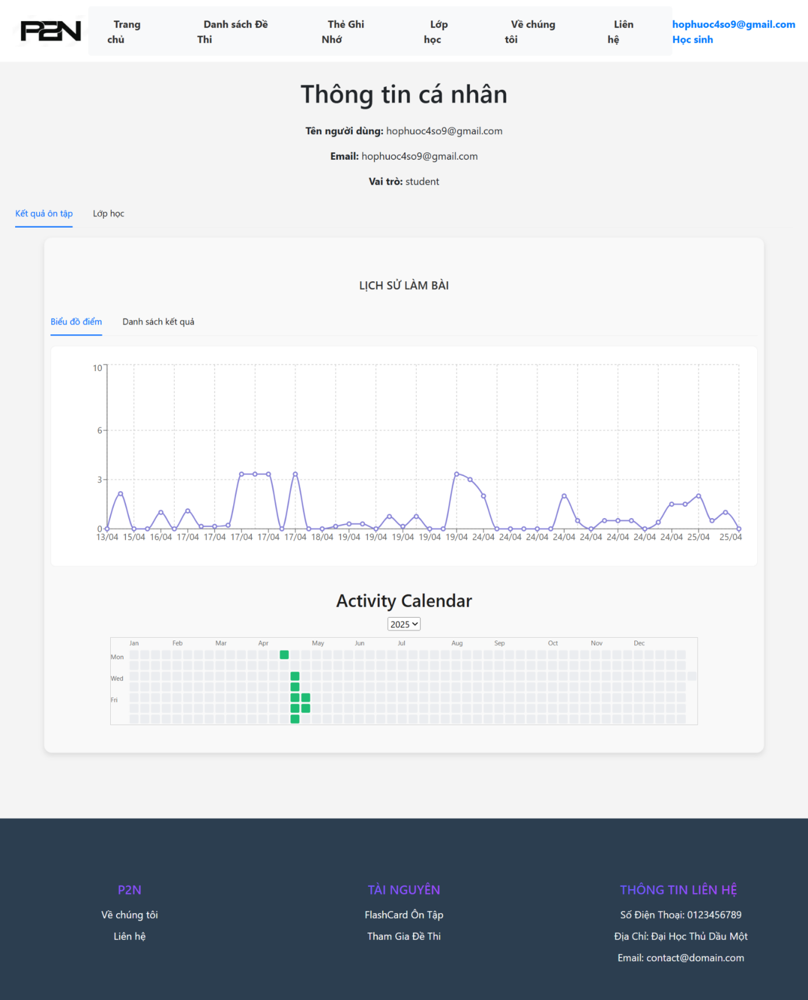 P2N
Trang chủ
Danh sách Đề Thi
Thẻ Ghi Nhớ
Lớp học
Về chúng tôi
Liên hệ
hophuoc4so9@gmail.com
Học sinh
Thông tin cá nhân
Tên người dùng: hophuoc4so9@gmail.com
Email: hophuoc4so9@gmail.com
Vai trò: student
Kết quả ôn tập Lớp học
LỊCH SỬ LÀM BÀI
Biểu đồ điểm Danh sách kết quả
10
6
3
0
13/04 15/04 16/04 17/04 17/04 17/04 17/04 17/04 18/04 19/04 19/04 19/04 19/04 19/04 24/04 24/04 24/04 24/04 24/04 24/04 24/04 24/04 25/04 25/04
Activity Calendar
2025
Jan Feb Mar Apr May Jun Jul Aug Sep Oct Nov Dec
Mon
Wed
Fri
P2N
Về chúng tôi
Liên hệ
TÀI NGUYÊN
FlashCard Ôn Tập
Tham Gia Đề Thi
THÔNG TIN LIÊN HỆ
Số Điện Thoại: 0123456789
Địa Chỉ: Đại Học Thủ Dầu Một
Email: contact@domain.com